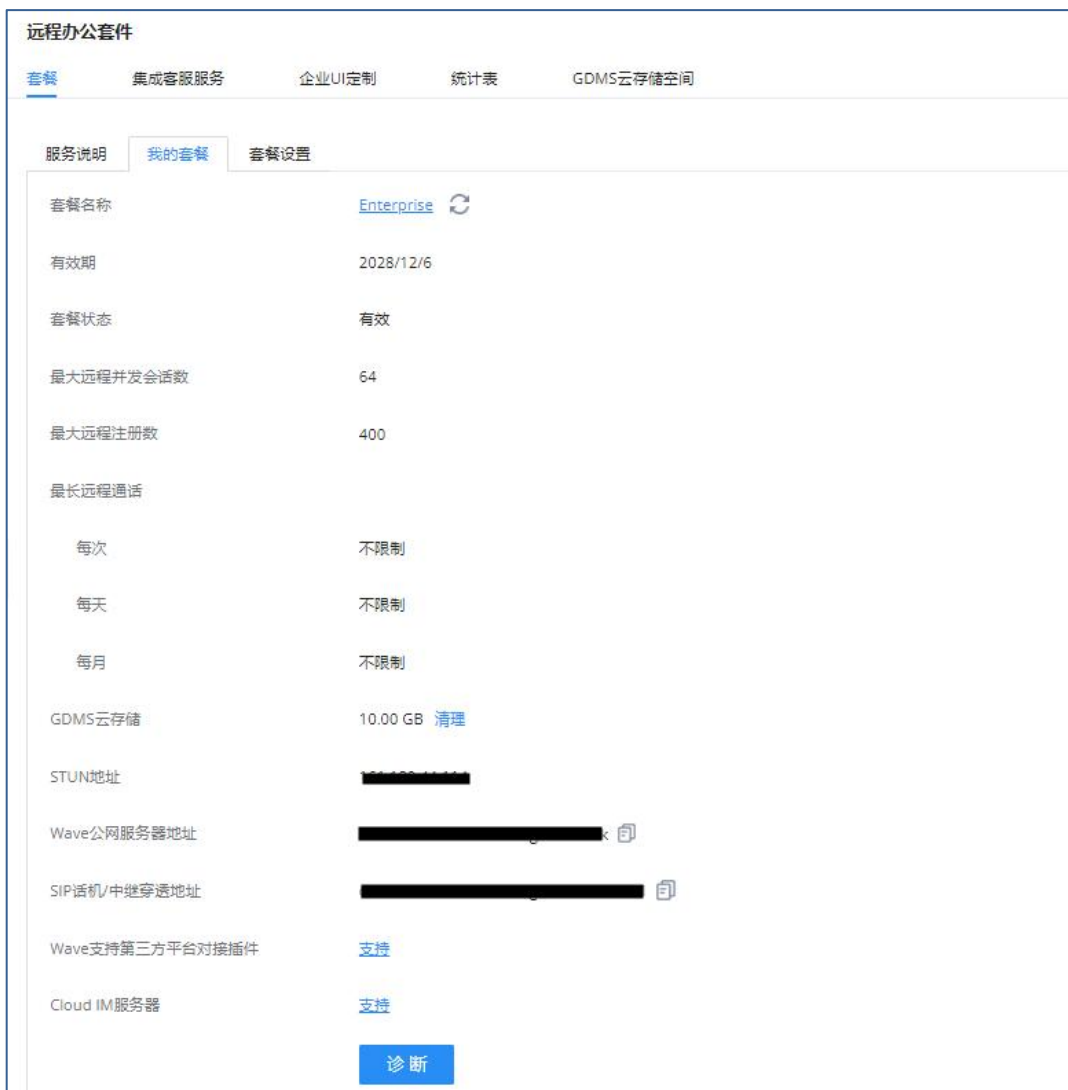 远程办公套件
套餐 集成客服服务 企业UI定制 统计表 GDMS云存储空间
服务说明 我的套餐 套餐设置
套餐名称 Enterprise
有效期 2028/12/6
套餐状态 有效
最大远程并发会话数 64
最大远程注册数 400
最长远程通话
每次 不限制
每天 不限制
每月 不限制
GDMS云存储 10.00 GB 清理
STUN地址
Wave公网服务器地址
SIP话机/中继穿透地址
Wave支持第三方平台对接插件 支持
Cloud IM服务器 支持
诊断